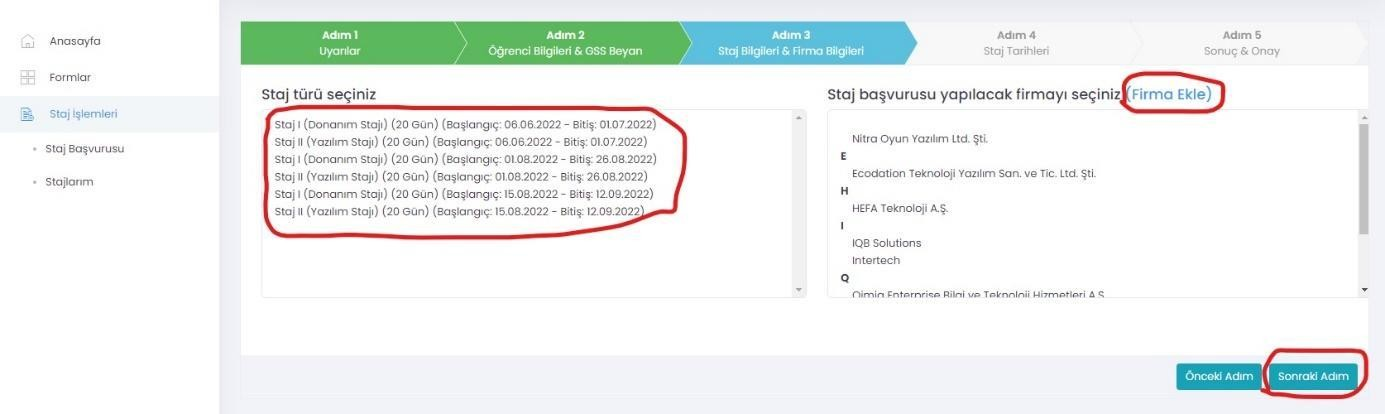 Anasayfa
Formlar
Staj İşlemleri
Staj Başvurusu
Stajlarım
Adım 1
Uyarılar
Adım 2
Öğrenci Bilgileri & GSS Beyan
Adım 3
Staj Bilgileri & Firma Bilgileri
Adım 4
Staj Tarihleri
Adım 5
Sonuç & Onay
Staj türü seçiniz
Staj I (Donanım Stajı) (20 Gün) (Başlangıç: 06.06.2022 - Bitiş: 01.07.2022)
Staj II (Yazılım Stajı) (20 Gün) (Başlangıç: 06.06.2022 - Bitiş: 01.07.2022)
Staj I (Donanım Stajı) (20 Gün) (Başlangıç: 01.08.2022 - Bitiş: 26.08.2022)
Staj II (Yazılım Stajı) (20 Gün) (Başlangıç: 01.08.2022 - Bitiş: 26.08.2022)
Staj I (Donanım Stajı) (20 Gün) (Başlangıç: 15.08.2022 - Bitiş: 12.09.2022)
Staj II (Yazılım Stajı) (20 Gün) (Başlangıç: 15.08.2022 - Bitiş: 12.09.2022)
Staj başvurusu yapılacak firmayı seçiniz (Firma Ekle)
Nitra Oyun Yazılım Ltd. Şti.
E
Ecodation Teknoloji Yazılım San. ve Tic. Ltd. Şti.
H
HEFA Teknoloji A.Ş.
I
IQB Solutions
Intertech
Q
Qimia Enterprise Bilgi ve Teknoloji Hizmetleri A.Ş.
Önceki Adım
Sonraki Adım